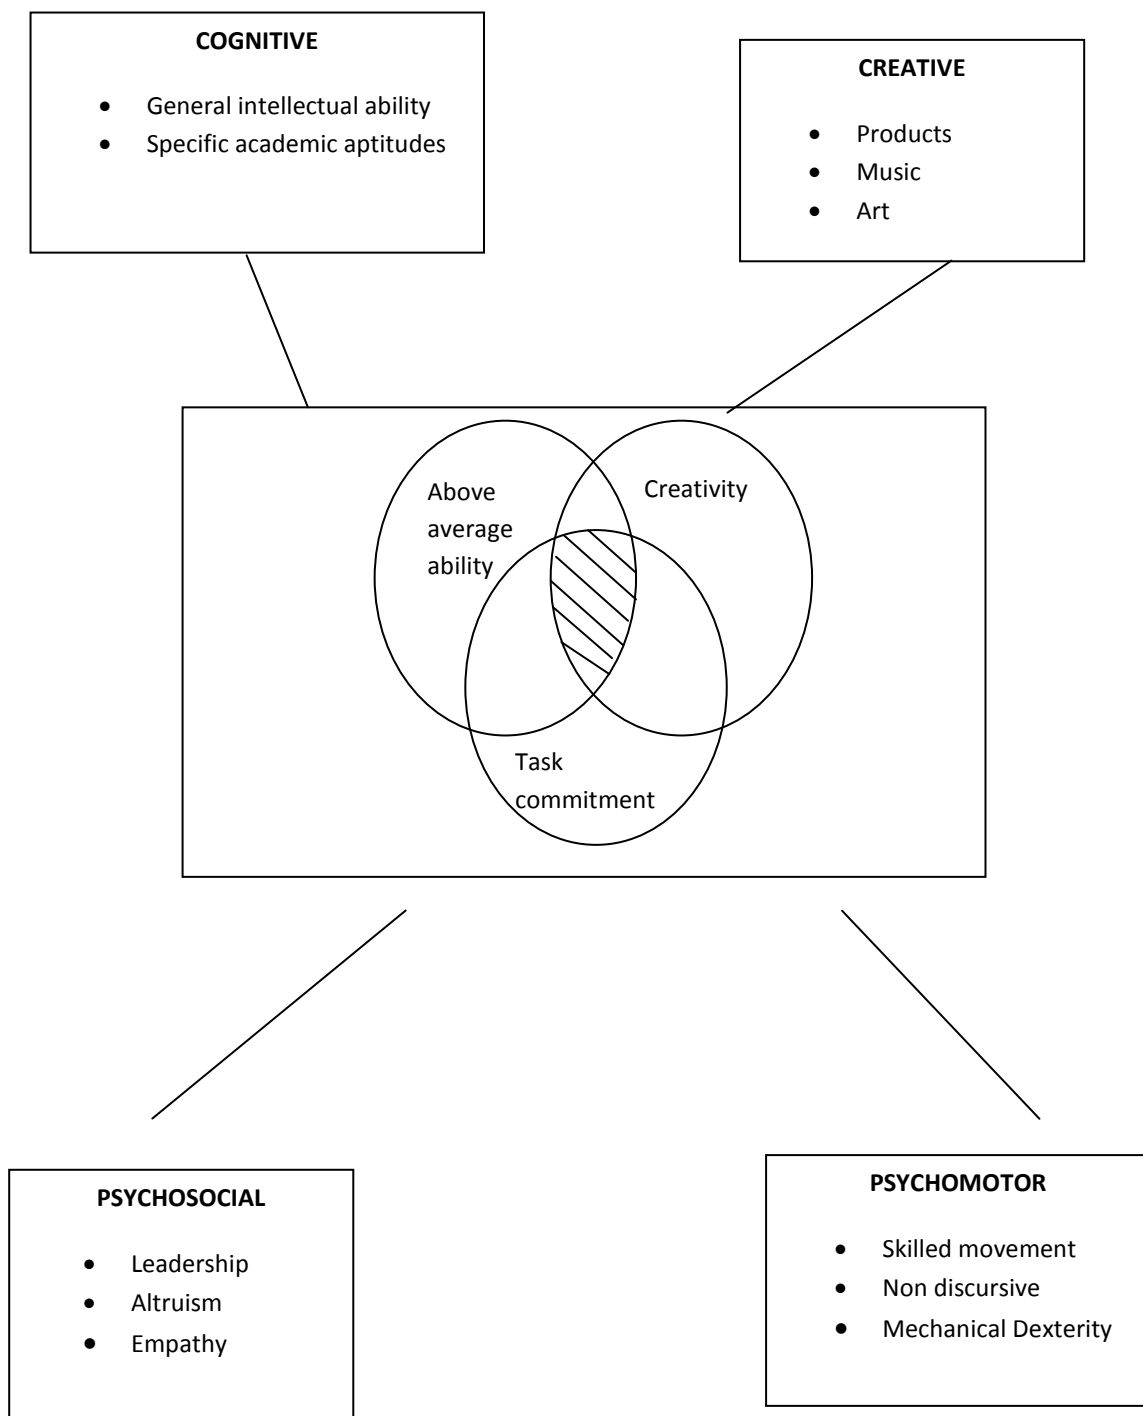 COGNITIVE
• General intellectual ability
• Specific academic aptitudes
CREATIVE
• Products
• Music
• Art
Above
average
ability
Creativity
Task
commitment
PSYCHOSOCIAL
• Leadership
• Altruism
• Empathy
PSYCHOMOTOR
• Skilled movement
• Non discursive
• Mechanical Dexterity